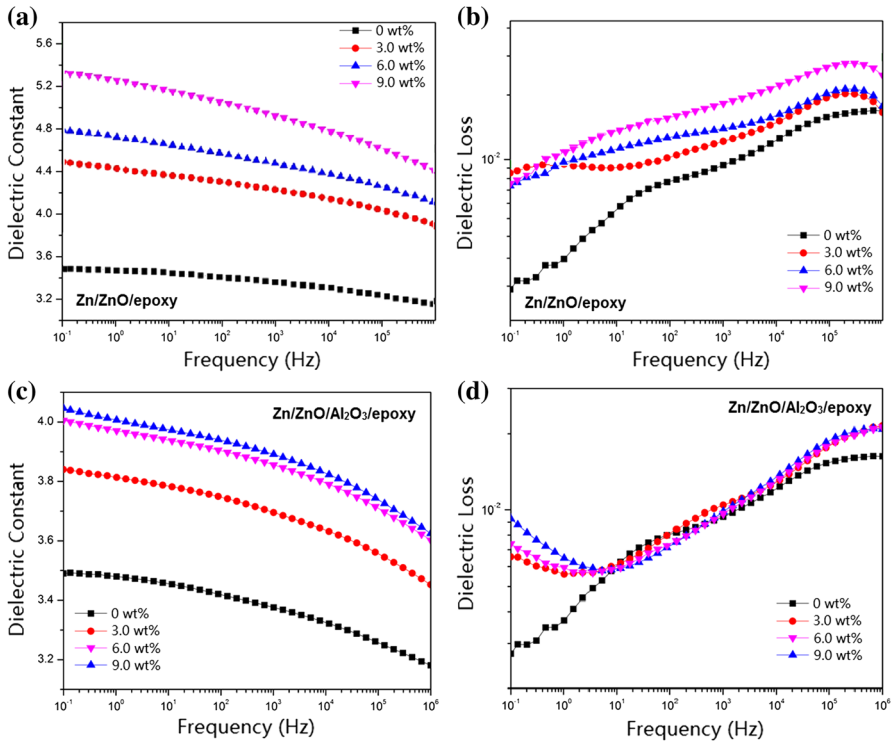 (a)
5.6
5.2
4.8
4.4
4.0
3.6
3.2
Dielectric Constant
0 wt%
3.0 wt%
6.0 wt%
9.0 wt%
Zn/ZnO/epoxy
10⁻¹ 10⁰ 10¹ 10² 10³ 10⁴ 10⁵
Frequency (Hz)
(b)
10⁻²
Dielectric Loss
0 wt%
3.0 wt%
6.0 wt%
9.0 wt%
Zn/ZnO/epoxy
10⁻¹ 10⁰ 10¹ 10² 10³ 10⁴ 10⁵
Frequency (Hz)
(c)
4.0
3.8
3.6
3.4
3.2
Dielectric Constant
Zn/ZnO/Al₂O₃/epoxy
0 wt%
3.0 wt%
6.0 wt%
9.0 wt%
10⁻¹ 10⁰ 10¹ 10² 10³ 10⁴ 10⁵ 10⁶
Frequency (Hz)
(d)
10⁻²
Dielectric Loss
Zn/ZnO/Al₂O₃/epoxy
0 wt%
3.0 wt%
6.0 wt%
9.0 wt%
10⁻¹ 10⁰ 10¹ 10² 10³ 10⁴ 10⁵ 10⁶
Frequency (Hz)